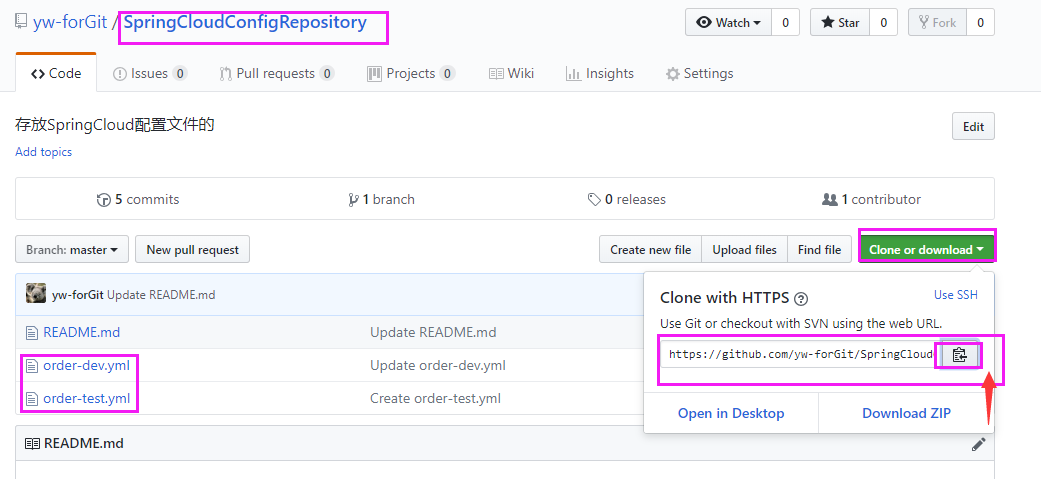 yw-forGit / SpringCloudConfigRepository
Watch 0 Star 0 Fork 0
Code Issues 0 Pull requests 0 Projects 0 Wiki Insights Settings
存放SpringCloud配置文件的
Edit
Add topics
5 commits 1 branch 0 releases 1 contributor
Branch: master New pull request Create new file Upload files Find file Clone or download
yw-forGit Update README.md
Clone with HTTPS ? Use SSH
Use Git or checkout with SVN using the web URL.
README.md Update README.md
https://github.com/yw-forGit/SpringCloud
order-dev.yml Update order-dev.yml
order-test.yml Create order-test.yml
Open in Desktop Download ZIP
README.md